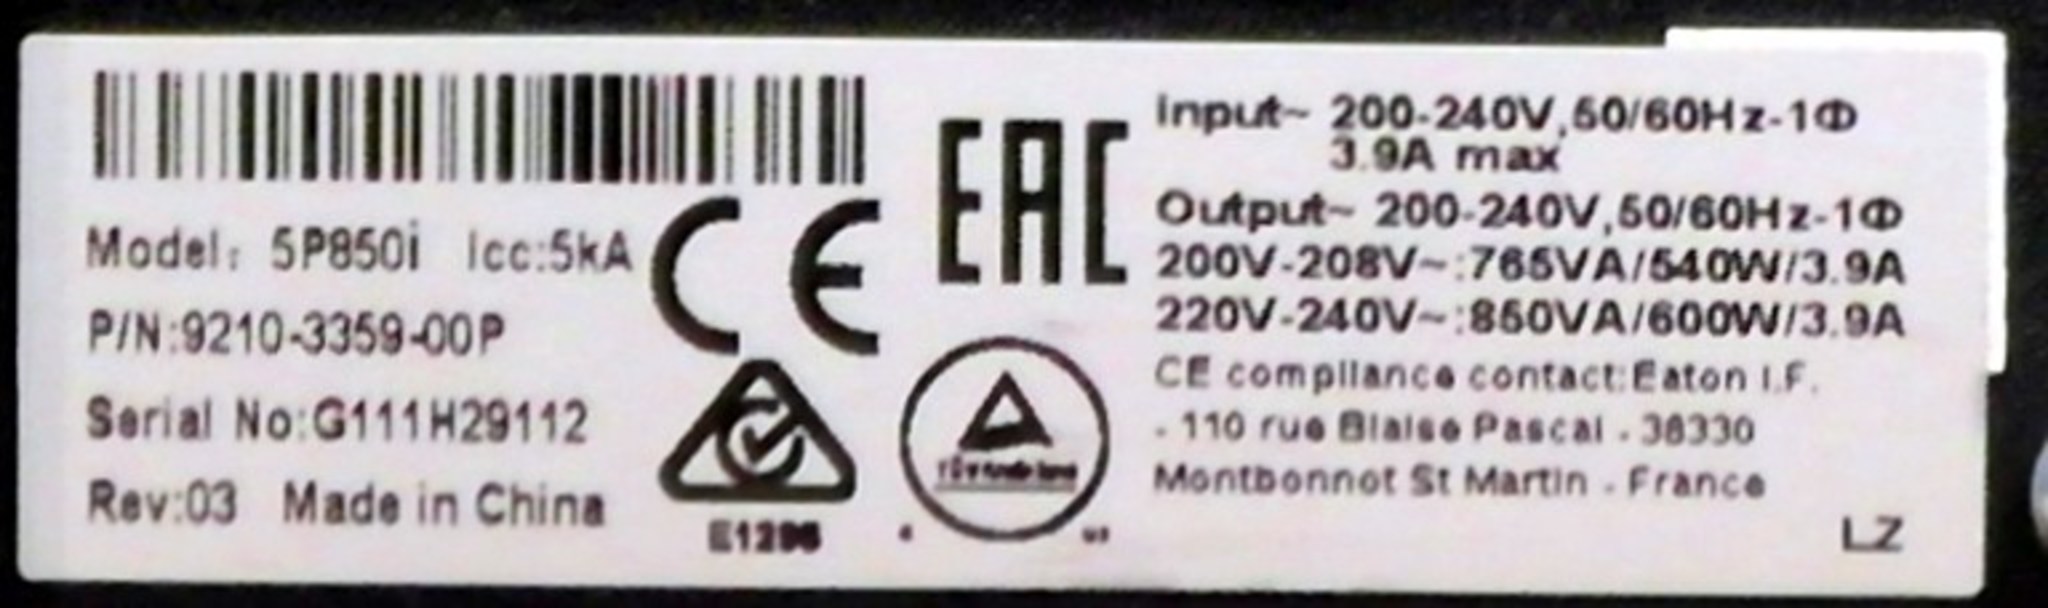 Model: 5P850i Icc:5kA
P/N:9210-3359-00P
Serial No:G111H29112
Rev:03 Made in China
CE
EAC
E1296
Input~ 200-240V,50/60Hz-1Φ
3.9A max
Output~ 200-240V,50/60Hz-1Φ
200V-208V~:765VA/540W/3.9A
220V-240V~:850VA/600W/3.9A
CE compliance contact:Eaton I.F.
- 110 rue Blaise Pascal - 38330
Montbonnot St Martin - France
LZ